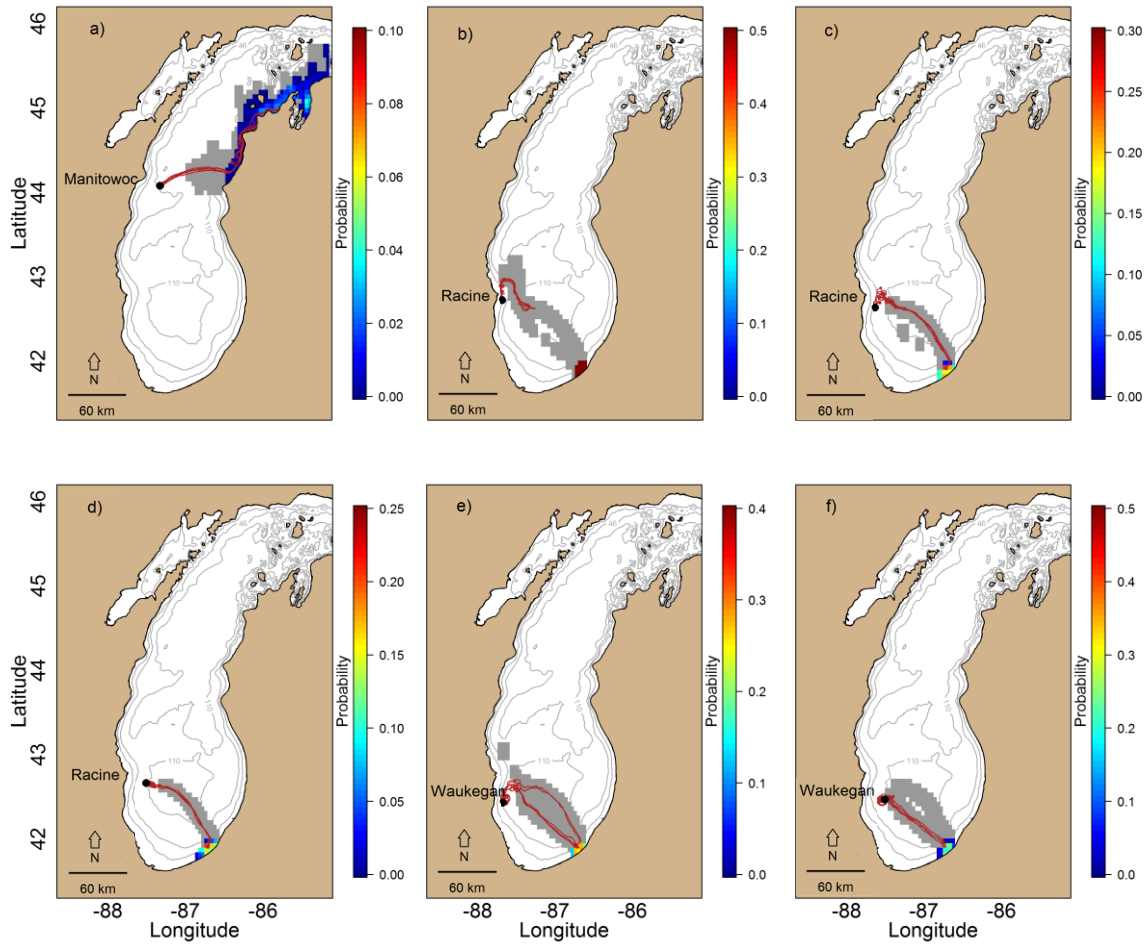 a)
46
45
44
43
42
Latitude
Manitowoc
110
N
60 km
0.10
0.08
0.06
0.04
0.02
0.00
Probability
b)
46
110
Racine
N
60 km
0.5
0.4
0.3
0.2
0.1
0.0
Probability
c)
46
110
Racine
N
60 km
0.30
0.25
0.20
0.15
0.10
0.05
0.00
Probability
d)
46
45
44
43
42
Latitude
46
110
Racine
N
60 km
-88
-87
-86
Longitude
0.25
0.20
0.15
0.10
0.05
0.00
Probability
e)
46
110
Waukegan
N
60 km
-88
-87
-86
Longitude
0.4
0.3
0.2
0.1
0.0
Probability
f)
46
110
Waukegan
N
60 km
-88
-87
-86
Longitude
0.5
0.4
0.3
0.2
0.1
0.0
Probability